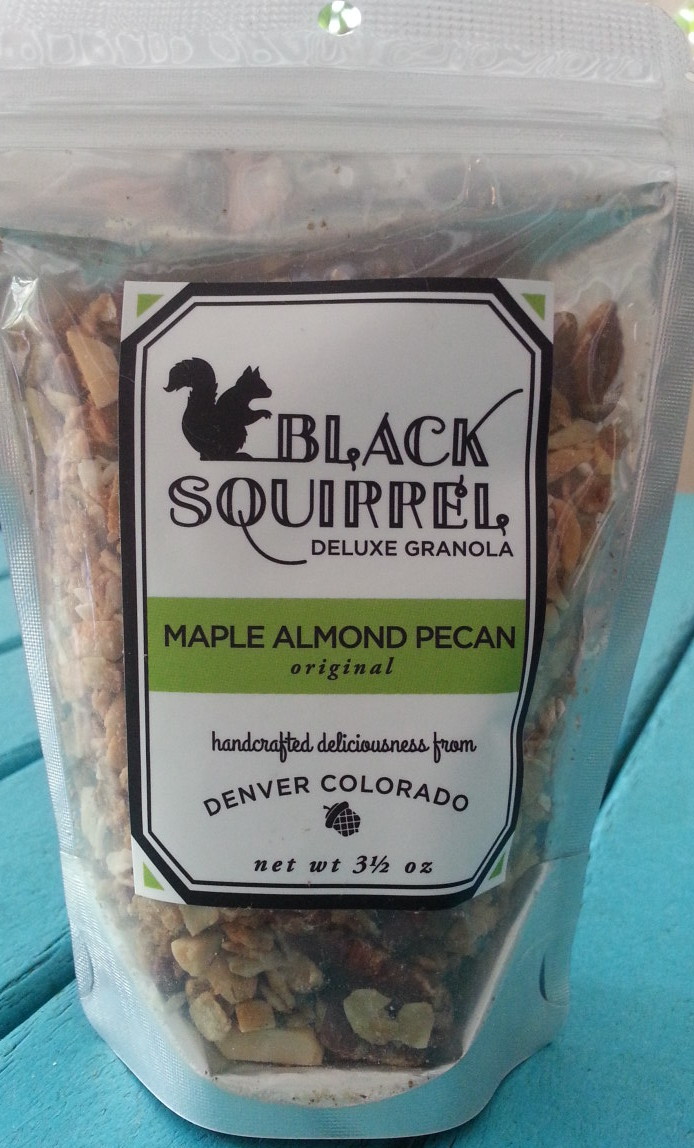 BLACK
SQUIRREL
DELUXE GRANOLA
MAPLE ALMOND PECAN
original
handcrafted deliciousness from
DENVER COLORADO
net wt 3½ oz